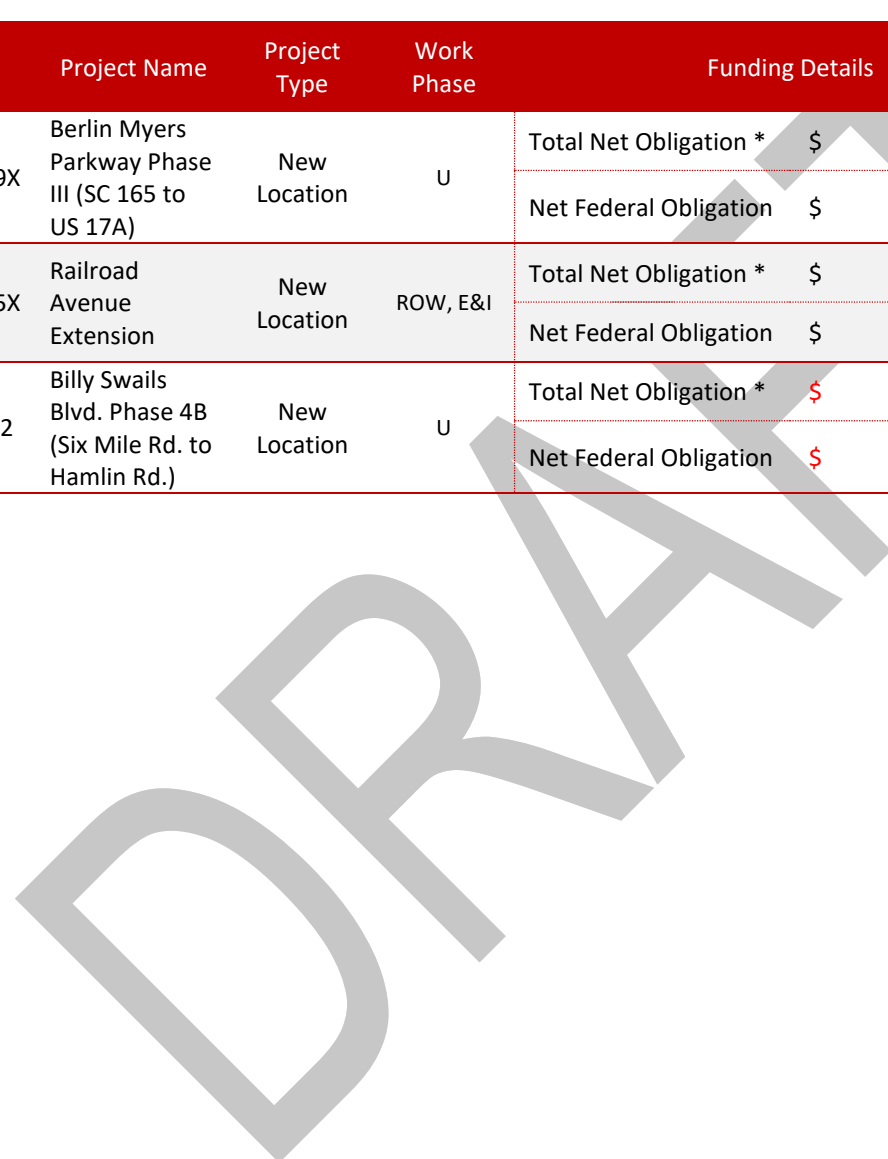 Project Name
Project Type
Work Phase
Funding Details
9X
Berlin Myers
Parkway Phase
III (SC 165 to
US 17A)
New
Location
U
Total Net Obligation * $
Net Federal Obligation $
5X
Railroad
Avenue
Extension
New
Location
ROW, E&I
Total Net Obligation * $
Net Federal Obligation $
2
Billy Swails
Blvd. Phase 4B
(Six Mile Rd. to
Hamlin Rd.)
New
Location
U
Total Net Obligation * $
Net Federal Obligation $
DRAFT